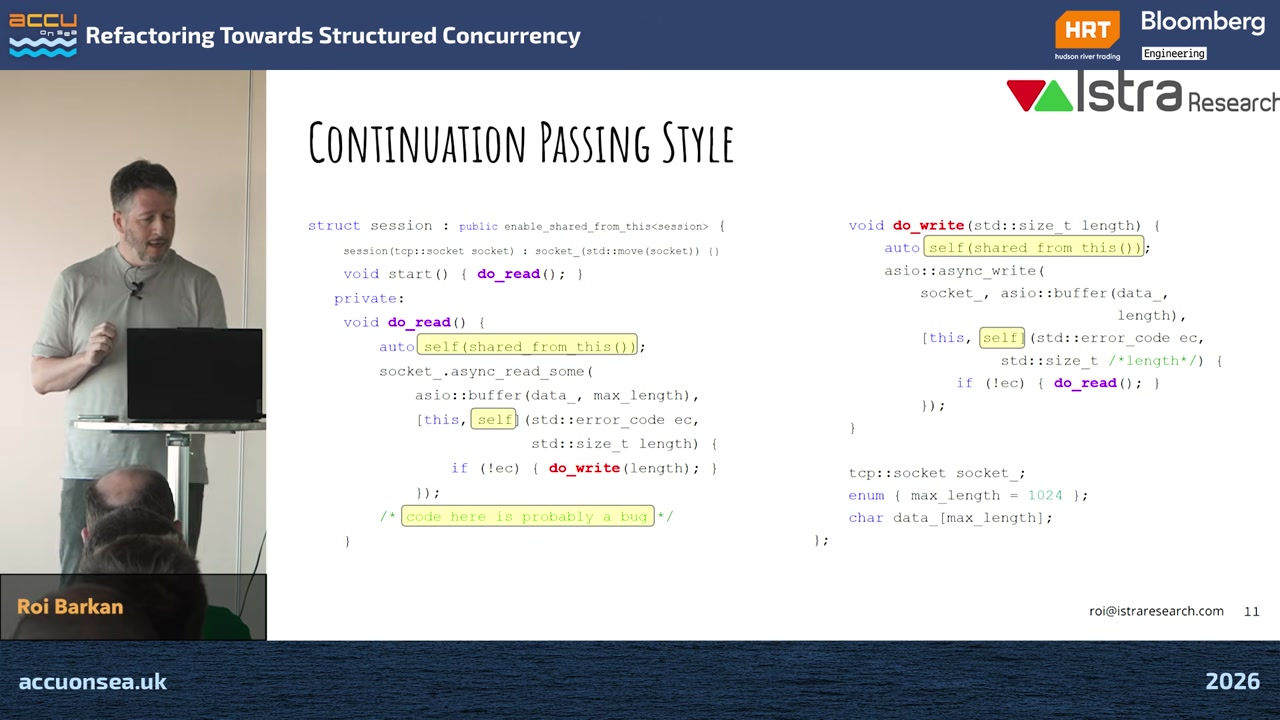 accu
On Sea
Refactoring Towards Structured Concurrency
HRT
hudson river trading
Bloomberg
Engineering
Istra Research
CONTINUATION PASSING STYLE
struct session : public enable_shared_from_this<session> {
session(tcp::socket socket) : socket_(std::move(socket)) {}
void start() { do_read(); }
private:
void do_read() {
auto self(shared_from_this());
socket_.async_read_some(
asio::buffer(data_, max_length),
[this, self](std::error_code ec,
std::size_t length) {
if (!ec) { do_write(length); }
});
/* code here is probably a bug */
}
void do_write(std::size_t length) {
auto self(shared_from_this());
asio::async_write(
socket_, asio::buffer(data_,
length),
[this, self](std::error_code ec,
std::size_t /*length*/) {
if (!ec) { do_read(); }
});
}
tcp::socket socket_;
enum { max_length = 1024 };
char data_[max_length];
};
roi@istraresearch.com 11
Roi Barkan
accuonsea.uk
2026